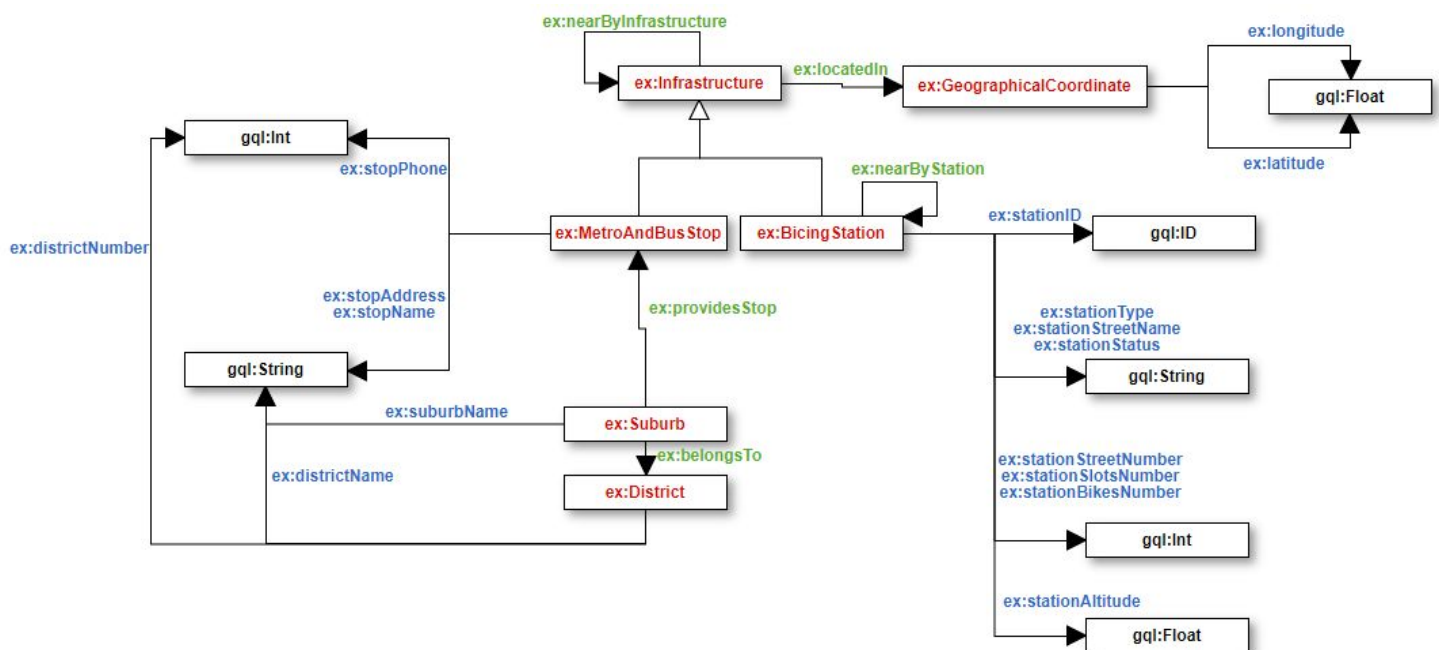 ex:nearByInfrastructure
ex:longitude
ex:locatedIn
ex:Infrastructure
ex:GeographicalCoordinate
gql:Float
gql:Int
ex:stopPhone
ex:nearByStation
ex:latitude
ex:stationID
ex:districtNumber
ex:MetroAndBusStop
ex:BicingStation
gql:ID
ex:stopAddress
ex:stopName
ex:providesStop
ex:stationType
ex:stationStreetName
ex:stationStatus
gql:String
gql:String
ex:suburbName
ex:Suburb
ex:belongsTo
ex:districtName
ex:District
ex:stationStreetNumber
ex:stationSlotsNumber
ex:stationBikesNumber
gql:Int
ex:stationAltitude
gql:Float